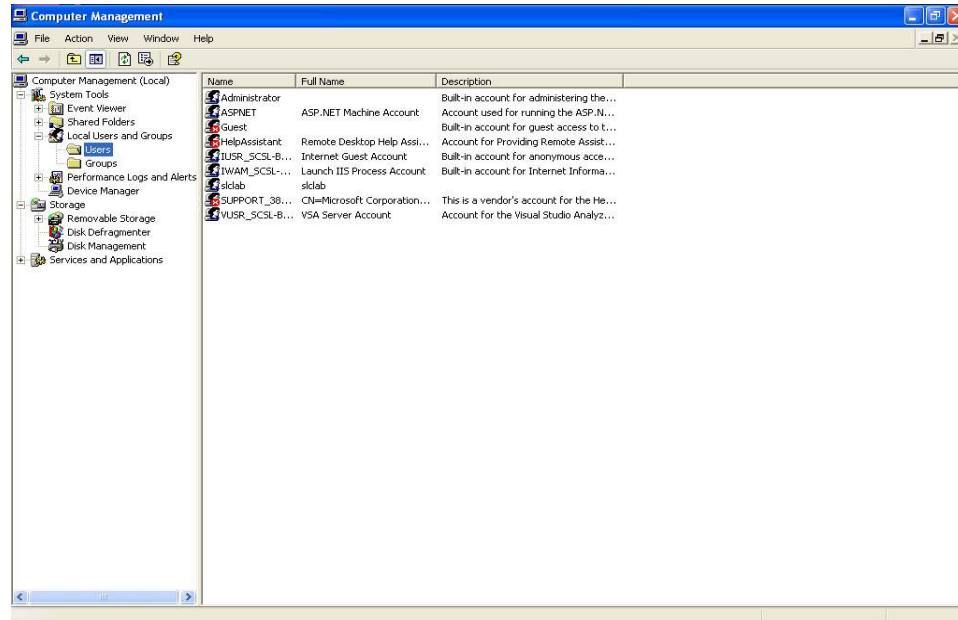 Computer Management
File Action View Window Help
Computer Management (Local)
System Tools
Event Viewer
Shared Folders
Local Users and Groups
Users
Groups
Performance Logs and Alerts
Device Manager
Storage
Removable Storage
Disk Defragmenter
Disk Management
Services and Applications
Name Full Name Description
Administrator Built-in account for administering the...
ASPNET ASP.NET Machine Account Account used for running the ASP.N...
Guest Built-in account for guest access to t...
HelpAssistant Remote Desktop Help Assi... Account for Providing Remote Assist...
IUSR_SCSL-B... Internet Guest Account Built-in account for anonymous acce...
IWAM_SCSL-... Launch IIS Process Account Built-in account for Internet Informa...
slclab slclab
SUPPORT_38... CN=Microsoft Corporation... This is a vendor's account for the He...
VUSR_SCSL-B... VSA Server Account Account for the Visual Studio Analyz...